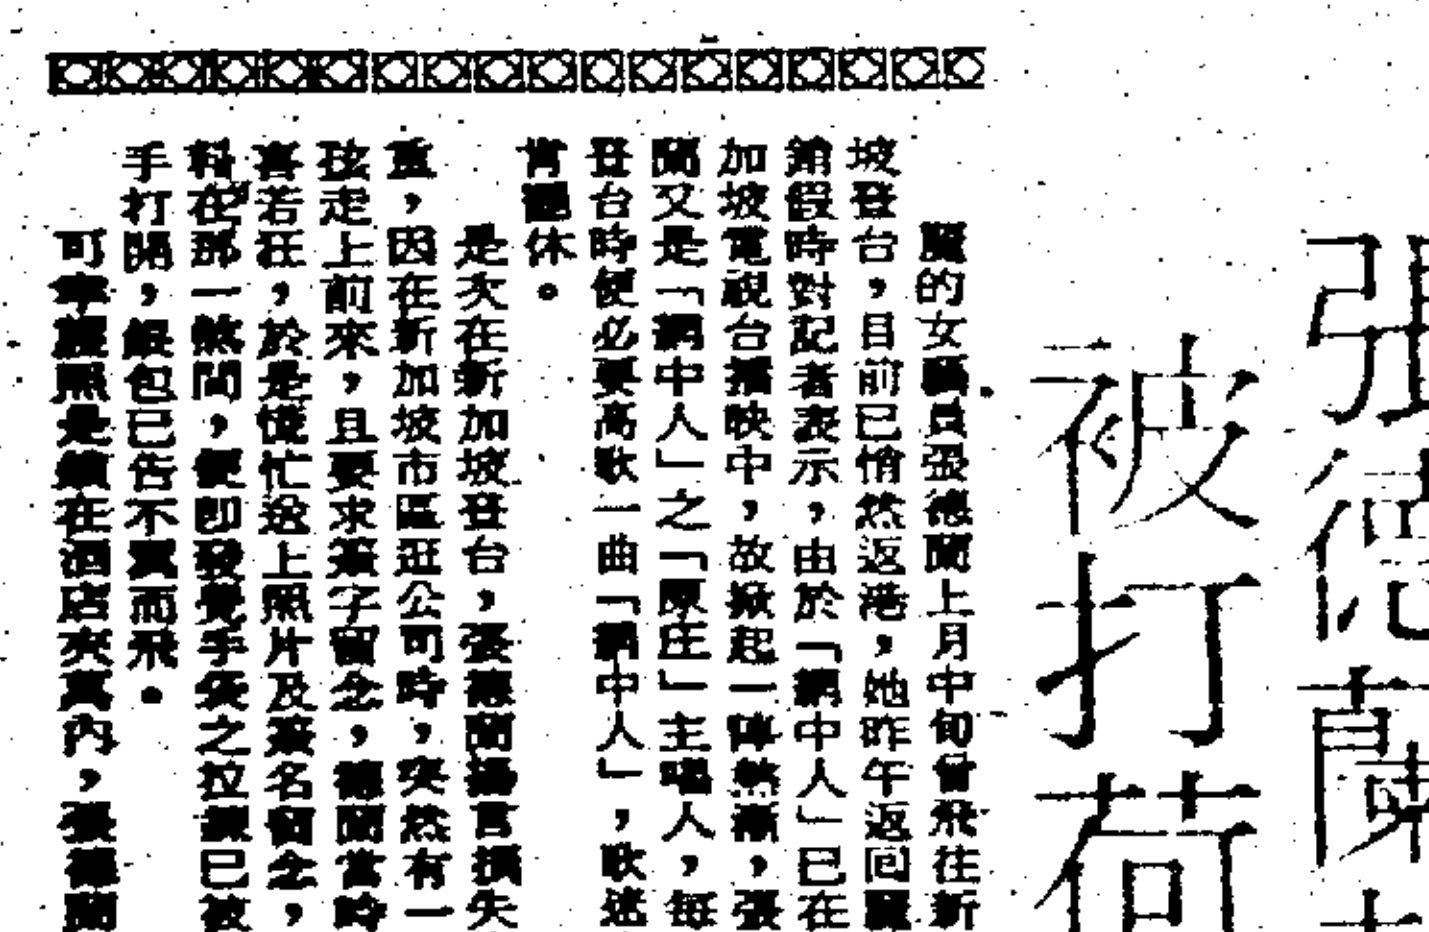 張德蘭
被打荷
麗的女藝員張德蘭上月中旬曾飛往新
坡登台，目前已悄然返港，她昨午返回麗
銷假時對記者表示，由於「網中人」已在
加坡電視台播映中，故掀起一陣熱潮，張
蘭又是「網中人」之「原庄」主唱人，每
登台時便必要高歌一曲「網中人」，歌迷
肯罷休。
是次在新加坡登台，張德蘭揚言損失
重，因在新加坡市區逛公司時，突然有一
孩走上前來，且要求簽字留念，德蘭當時
喜若狂，於是慌忙送上照片及簽名留念，
料在那一煞間，便即發覺手袋之拉鍊已被
手打開，銀包已告不翼而飛。
可幸護照是鎖在酒店夾萬內，張德蘭